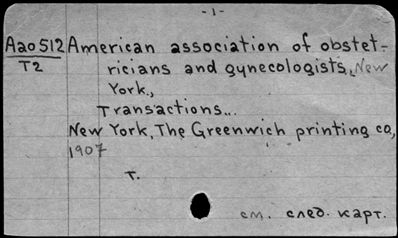 -1-
Aao512 American association of obstet-
T2 ricians and gynecologists, New
York.,
Transactions...
New York, The Greenwich printing co,
1907
т.
см. след. карт.